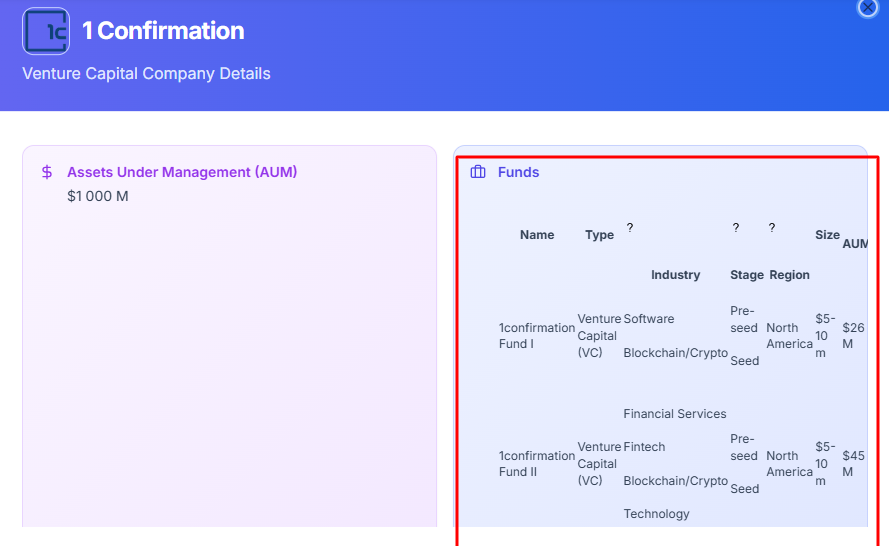 1c
1 Confirmation
Venture Capital Company Details
Assets Under Management (AUM)
$1 000 M
Funds
? ? ?
Name Type Size AUM
Industry Stage Region
1confirmation Fund I
Venture Capital (VC)
Software
Blockchain/Crypto
Pre-seed
Seed
North America
$5-10 m
$26 M
1confirmation Fund II
Venture Capital (VC)
Financial Services
Fintech
Blockchain/Crypto
Technology
Pre-seed
Seed
North America
$5-10 m
$45 M